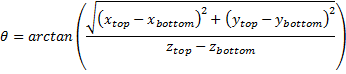 θ = arctan(√((x_top − x_bottom)² + (y_top − y_bottom)²) / (z_top − z_bottom))